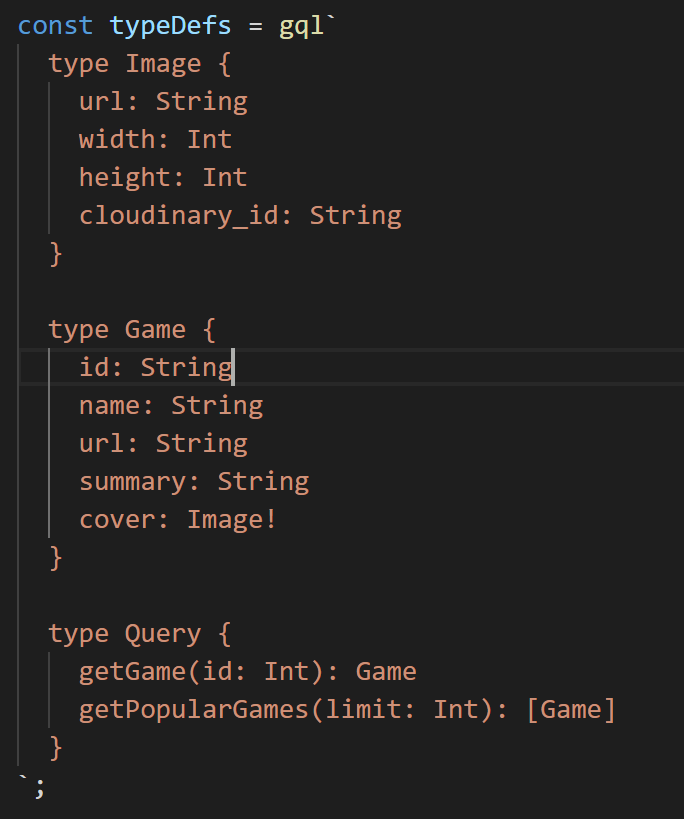 const typeDefs = gql`
type Image {
url: String
width: Int
height: Int
cloudinary_id: String
}
type Game {
id: String
name: String
url: String
summary: String
cover: Image!
}
type Query {
getGame(id: Int): Game
getPopularGames(limit: Int): [Game]
}
`;